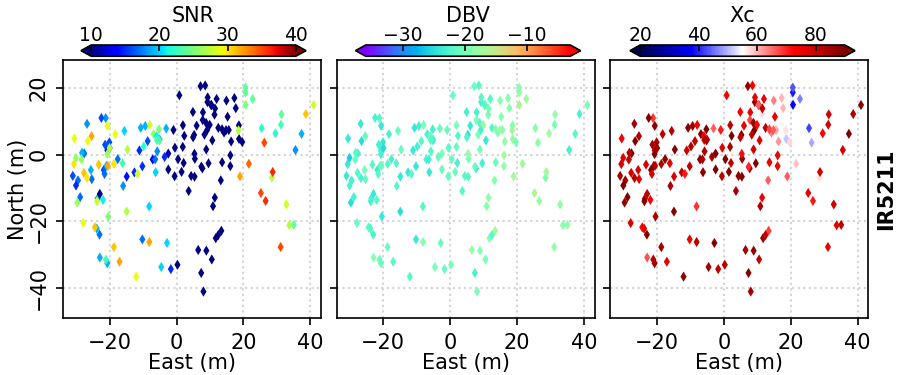 SNR DBV Xc
10 20 30 40 −30 −20 −10 20 40 60 80
20
0
−20
−40
North (m)
−20 0 20 40 −20 0 20 40 −20 0 20 40
East (m) East (m) East (m)
IR5211